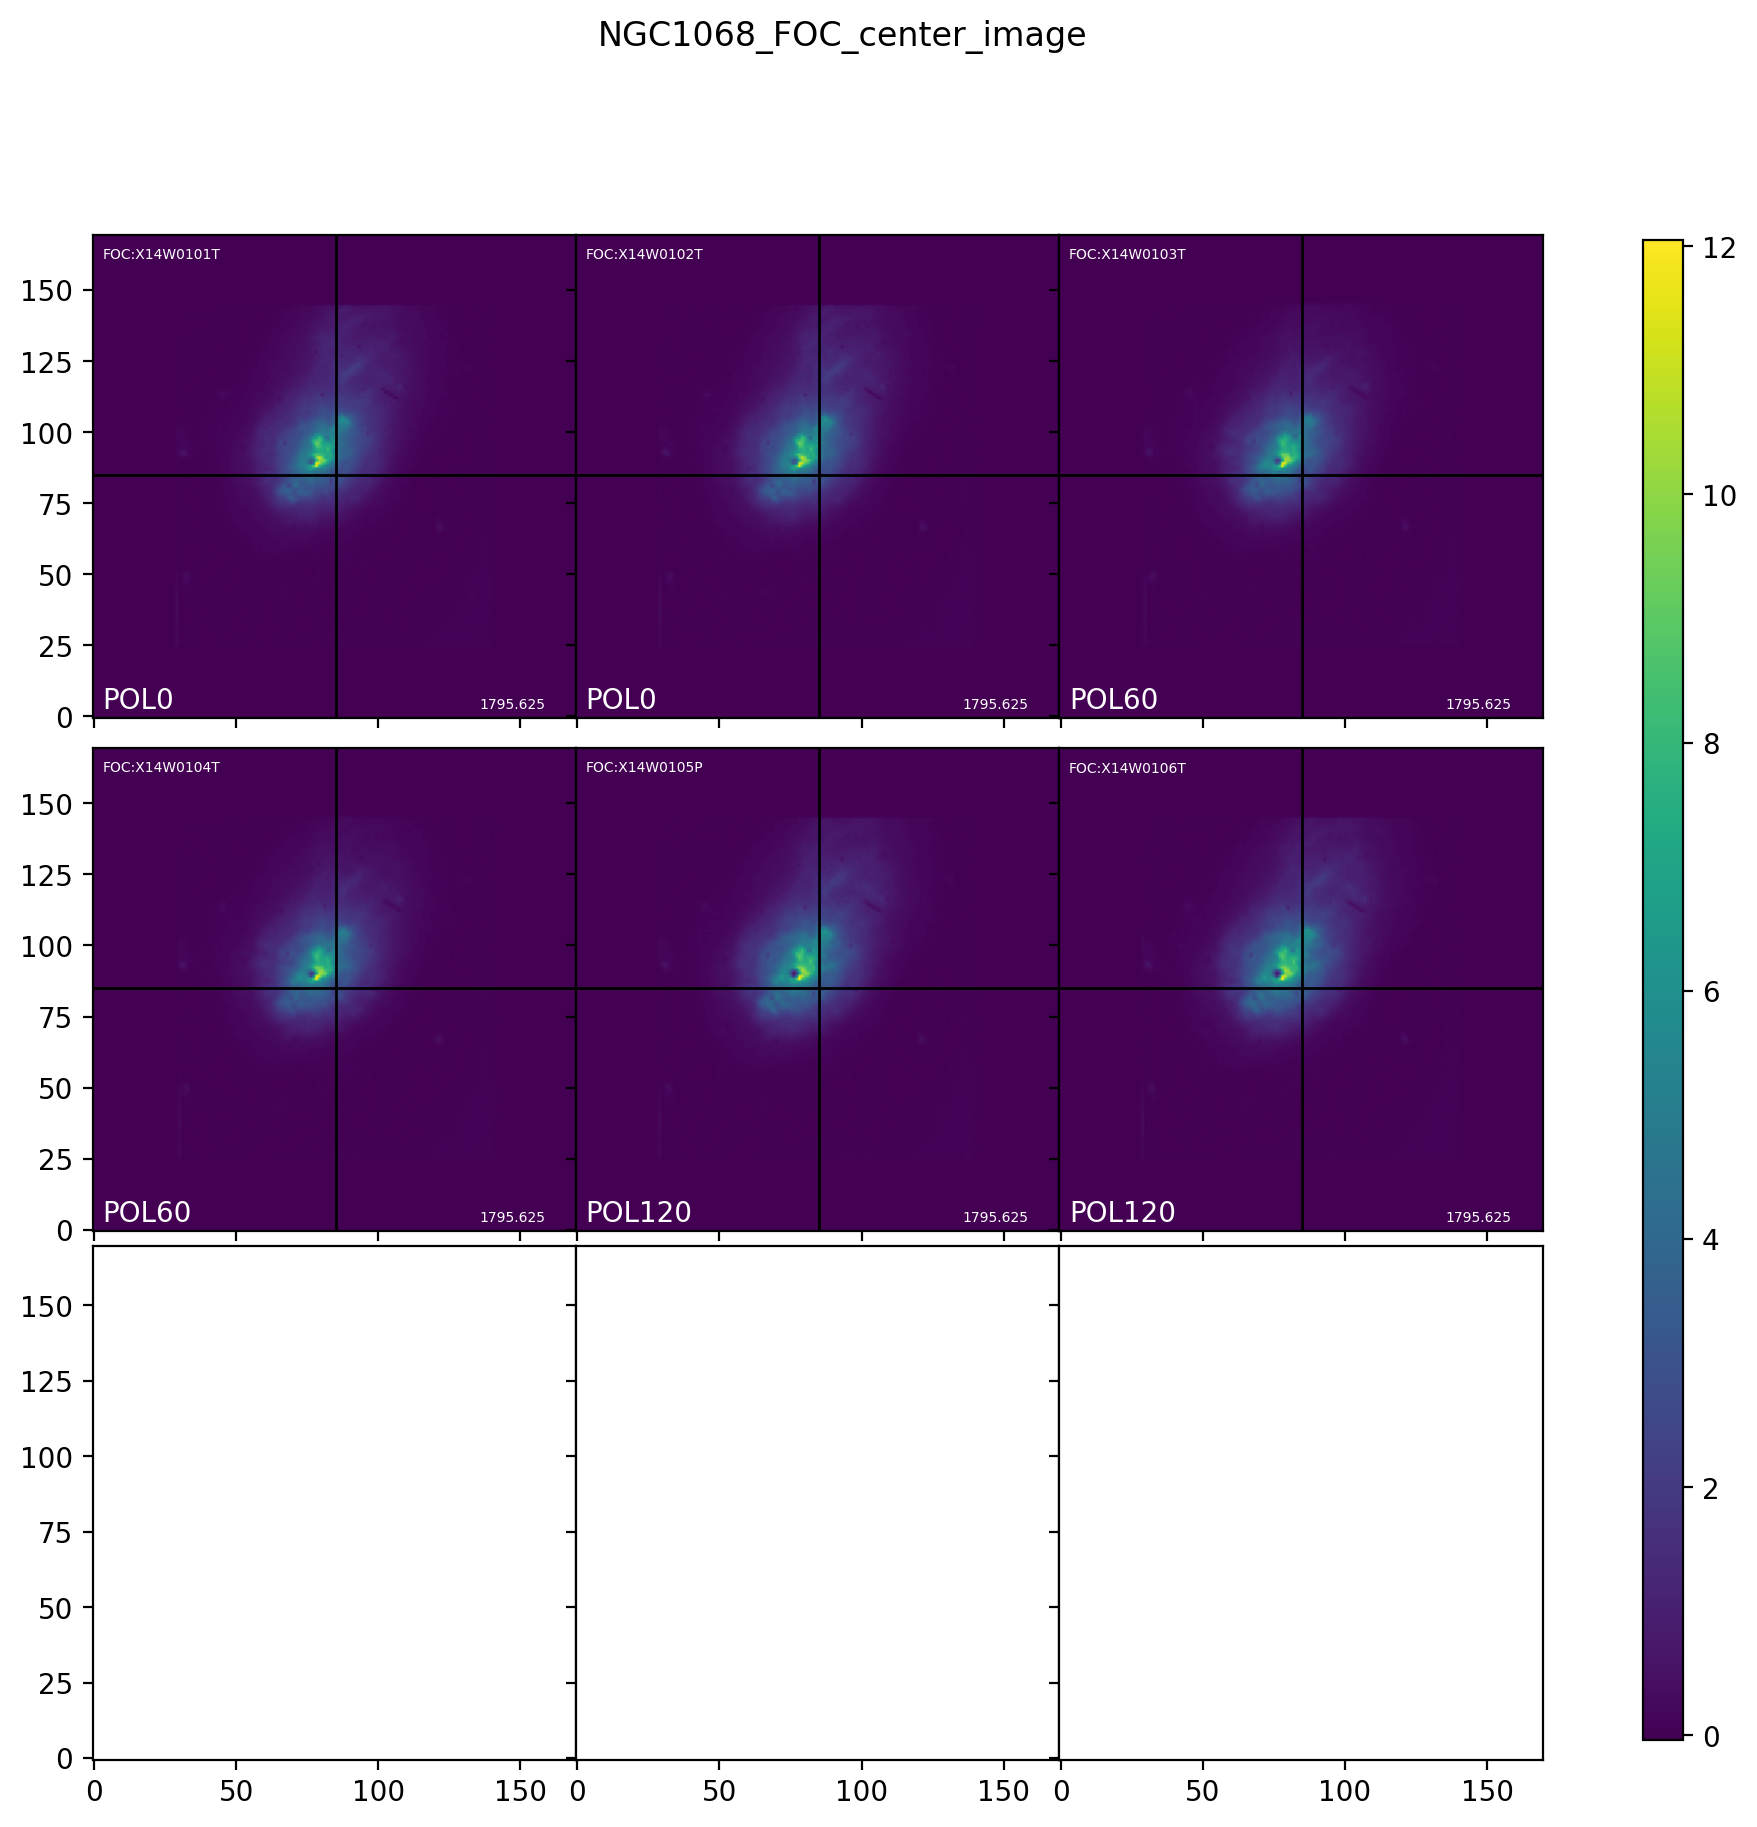 NGC1068_FOC_center_image
FOC:X14W0101T
FOC:X14W0102T
FOC:X14W0103T
150
125
100
75
50
25
0
POL0
1795.625
POL0
1795.625
POL60
1795.625
FOC:X14W0104T
FOC:X14W0105P
FOC:X14W0106T
150
125
100
75
50
25
0
POL60
1795.625
POL120
1795.625
POL120
1795.625
150
125
100
75
50
25
0
0 50 100 150 0 50 100 150 0 50 100 150
12
10
8
6
4
2
0